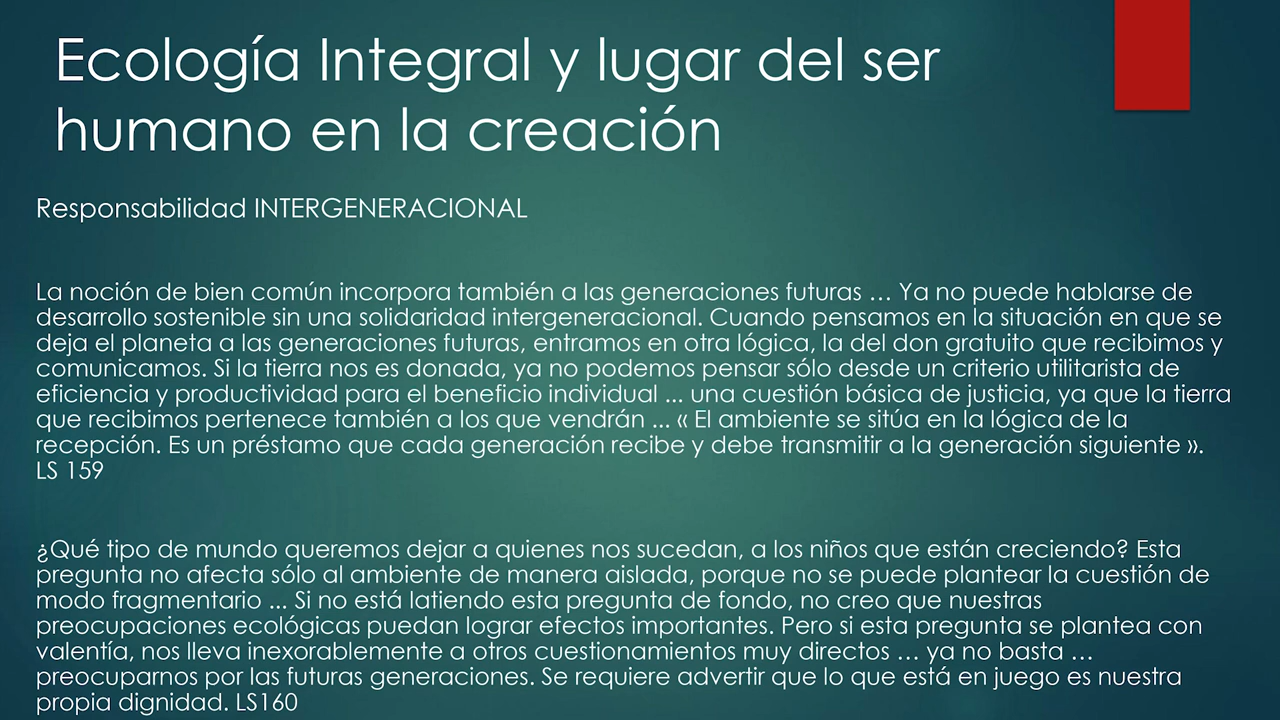 Ecología Integral y lugar del ser
humano en la creación
Responsabilidad INTERGENERACIONAL
La noción de bien común incorpora también a las generaciones futuras … Ya no puede hablarse de
desarrollo sostenible sin una solidaridad intergeneracional. Cuando pensamos en la situación en que se
deja el planeta a las generaciones futuras, entramos en otra lógica, la del don gratuito que recibimos y
comunicamos. Si la tierra nos es donada, ya no podemos pensar sólo desde un criterio utilitarista de
eficiencia y productividad para el beneficio individual ... una cuestión básica de justicia, ya que la tierra
que recibimos pertenece también a los que vendrán ... « El ambiente se sitúa en la lógica de la
recepción. Es un préstamo que cada generación recibe y debe transmitir a la generación siguiente ».
LS 159
¿Qué tipo de mundo queremos dejar a quienes nos sucedan, a los niños que están creciendo? Esta
pregunta no afecta sólo al ambiente de manera aislada, porque no se puede plantear la cuestión de
modo fragmentario ... Si no está latiendo esta pregunta de fondo, no creo que nuestras
preocupaciones ecológicas puedan lograr efectos importantes. Pero si esta pregunta se plantea con
valentía, nos lleva inexorablemente a otros cuestionamientos muy directos … ya no basta …
preocuparnos por las futuras generaciones. Se requiere advertir que lo que está en juego es nuestra
propia dignidad. LS160